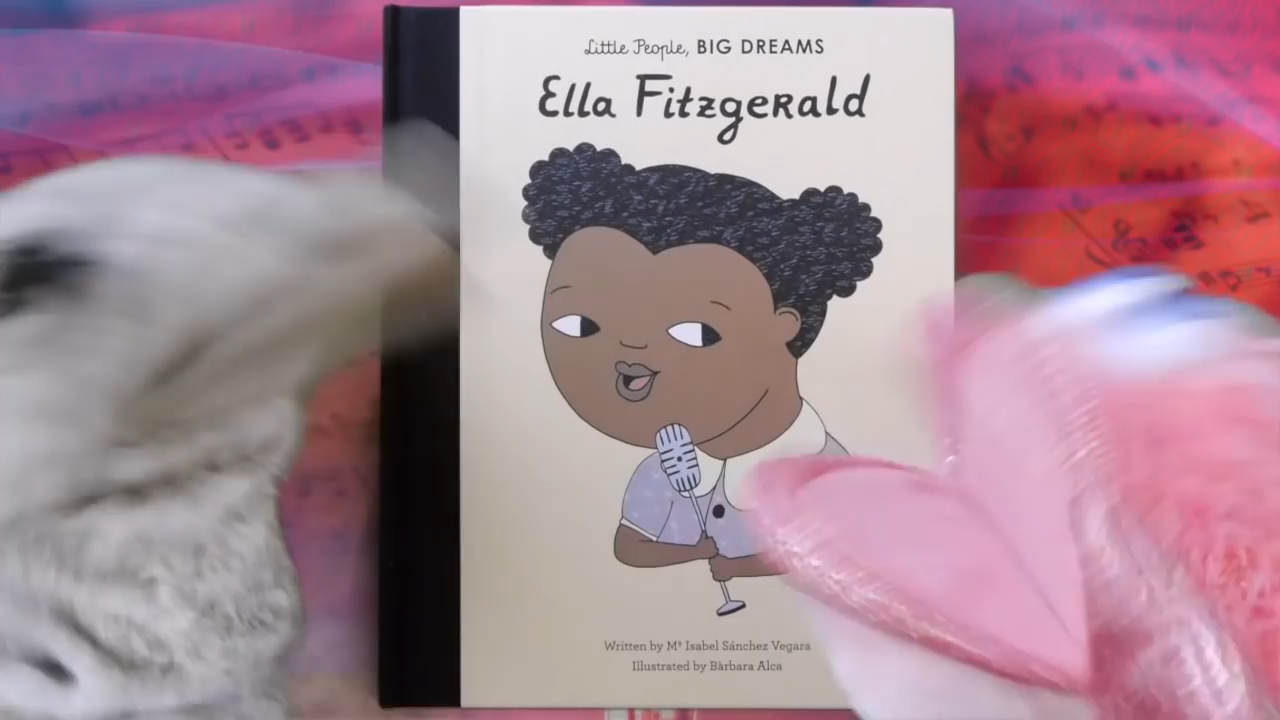 Little People, BIG DREAMS
Ella Fitzgerald
Written by Mª Isabel Sánchez Vegara
Illustrated by Bàrbara Alca